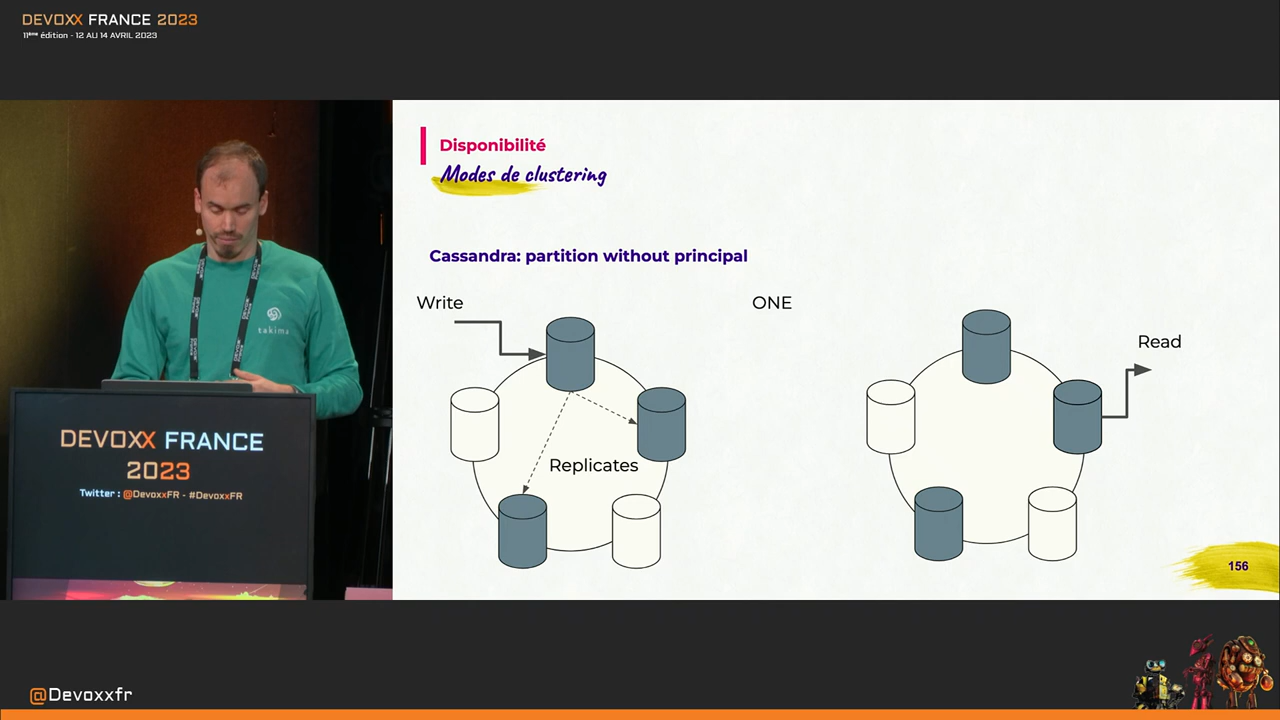 DEVOXX FRANCE 2023
11ème édition - 12 AU 14 AVRIL 2023
Disponibilité
Modes de clustering
Cassandra: partition without principal
Write
ONE
Read
Replicates
takima
DEVOXX FRANCE
2023
Twitter : @DevoxxFR - #DevoxxFR
156
@Devoxxfr